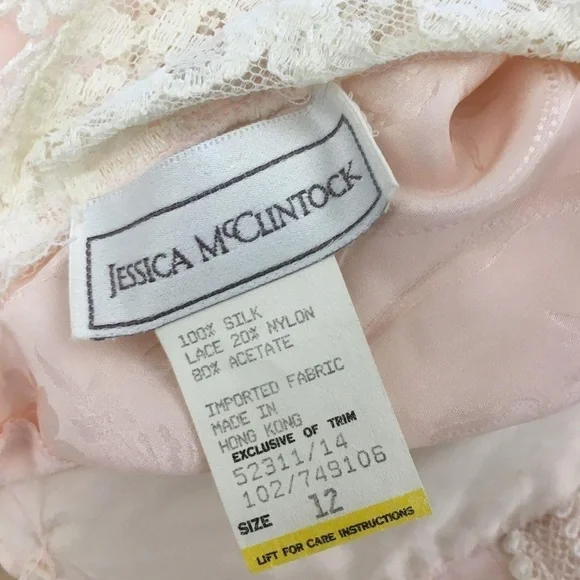 JESSICA McCLINTOCK
100% SILK
LACE 20% NYLON
80% ACETATE
IMPORTED FABRIC
MADE IN
HONG KONG
EXCLUSIVE OF TRIM
52311/14
102/749106
SIZE 12
LIFT FOR CARE INSTRUCTIONS